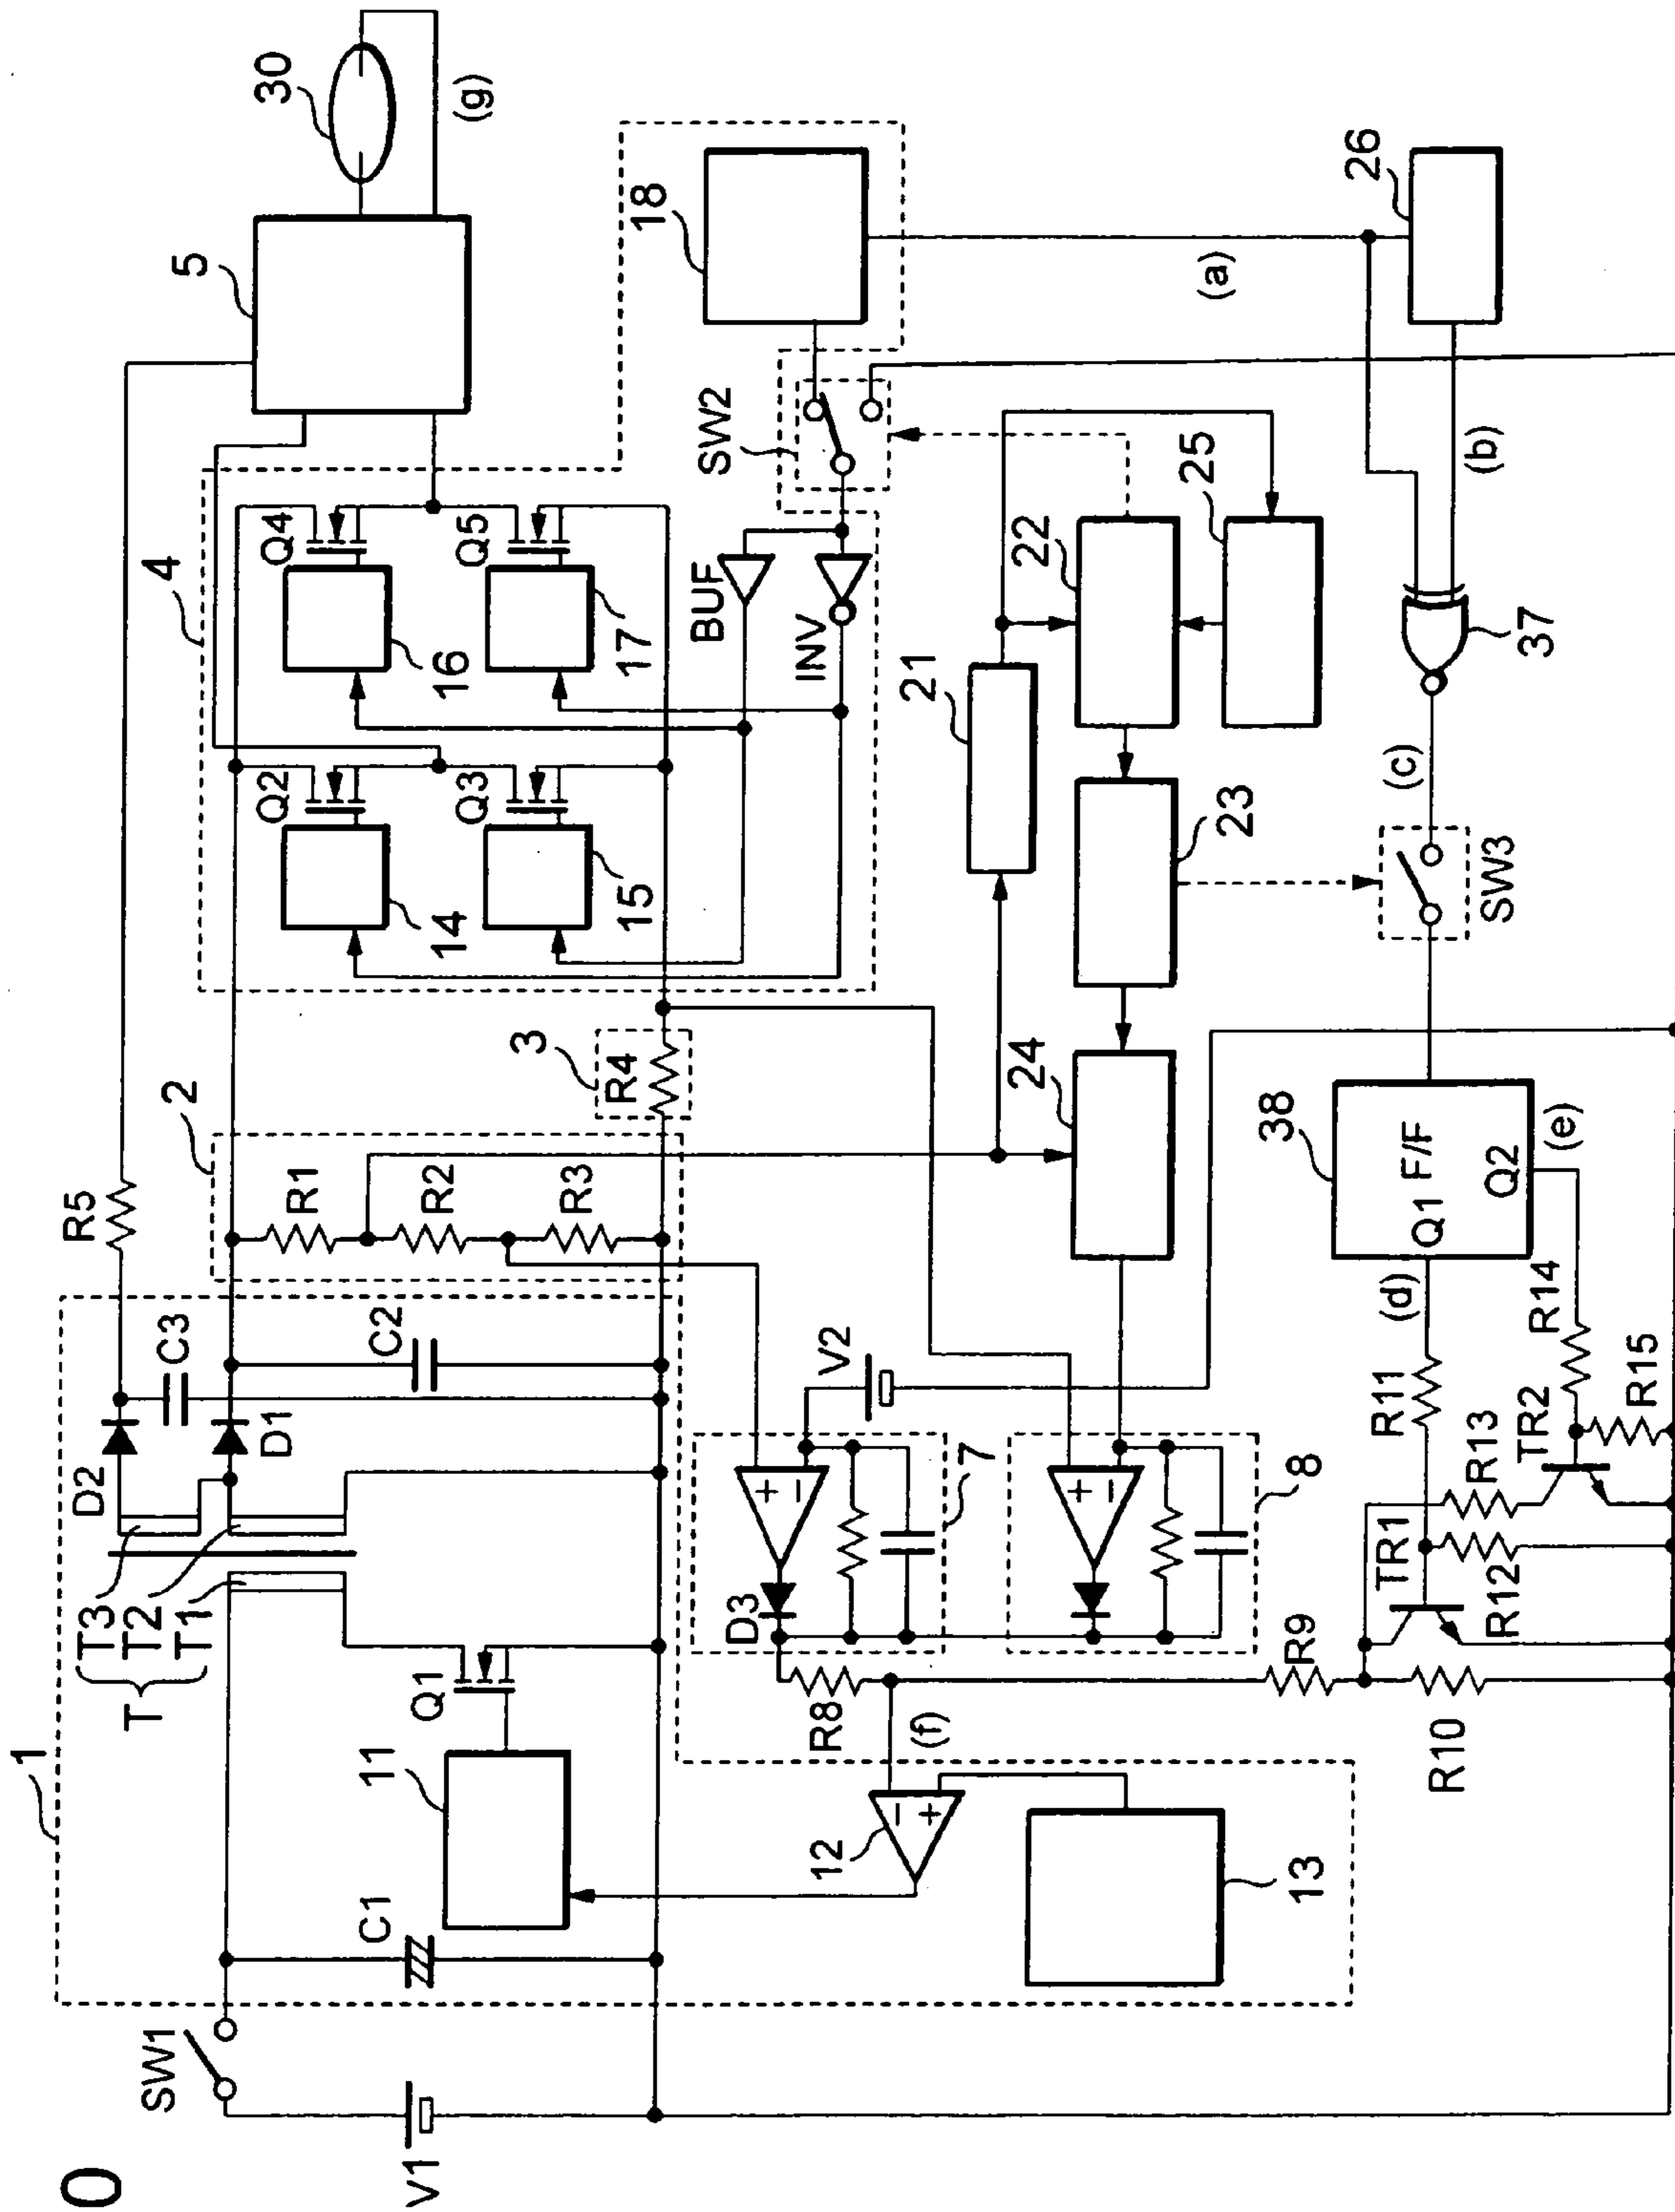 0
1
SW1
V1
C1
11
Q1
T
T3
T2
T1
D2
D1
C3
C2
R5
2
R1
R2
R3
3
R4
4
Q2
Q3
Q4
Q5
14
15
16
17
5
30
(g)
BUF
INV
SW2
18
12
−
+
13
(f)
R8
R9
R10
D3
+
−
7
V2
+
−
8
24
23
21
22
25
(a)
26
(b)
37
(c)
SW3
38
F/F
Q1
Q2
(d)
(e)
R11
R12
R13
R14
R15
TR1
TR2